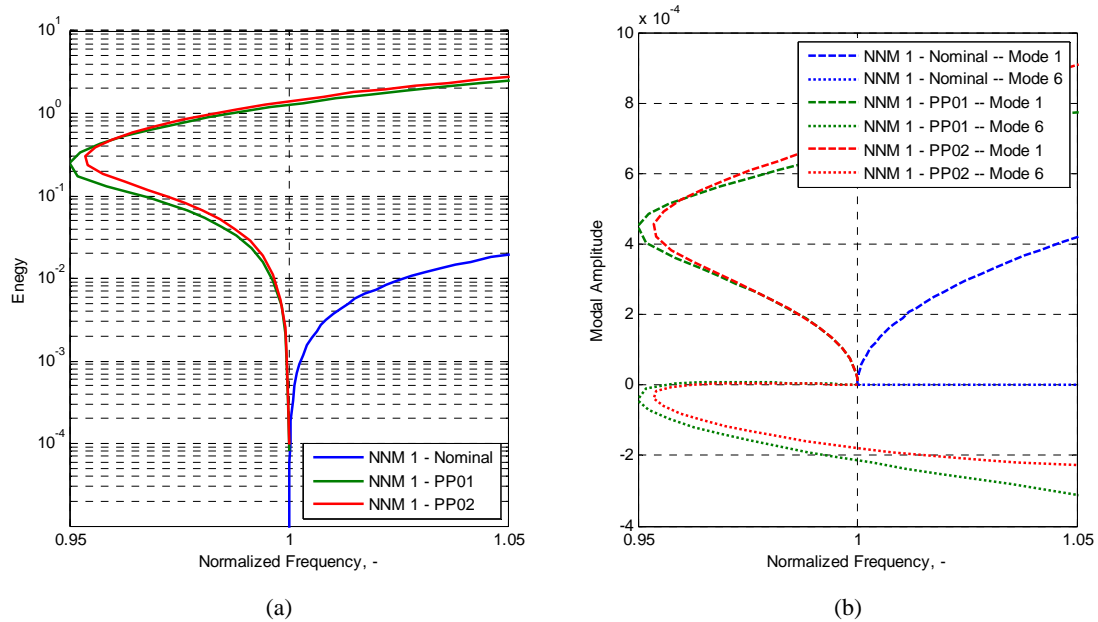 10^1
10^0
10^-1
10^-2
10^-3
10^-4
Enegy
0.95
1
1.05
Normalized Frequency, -
NNM 1 - Nominal
NNM 1 - PP01
NNM 1 - PP02
(a)
x 10^-4
10
8
6
4
2
0
-2
-4
Modal Amplitude
0.95
1
1.05
Normalized Frequency, -
NNM 1 - Nominal -- Mode 1
NNM 1 - Nominal -- Mode 6
NNM 1 - PP01 -- Mode 1
NNM 1 - PP01 -- Mode 6
NNM 1 - PP02 -- Mode 1
NNM 1 - PP02 -- Mode 6
(b)